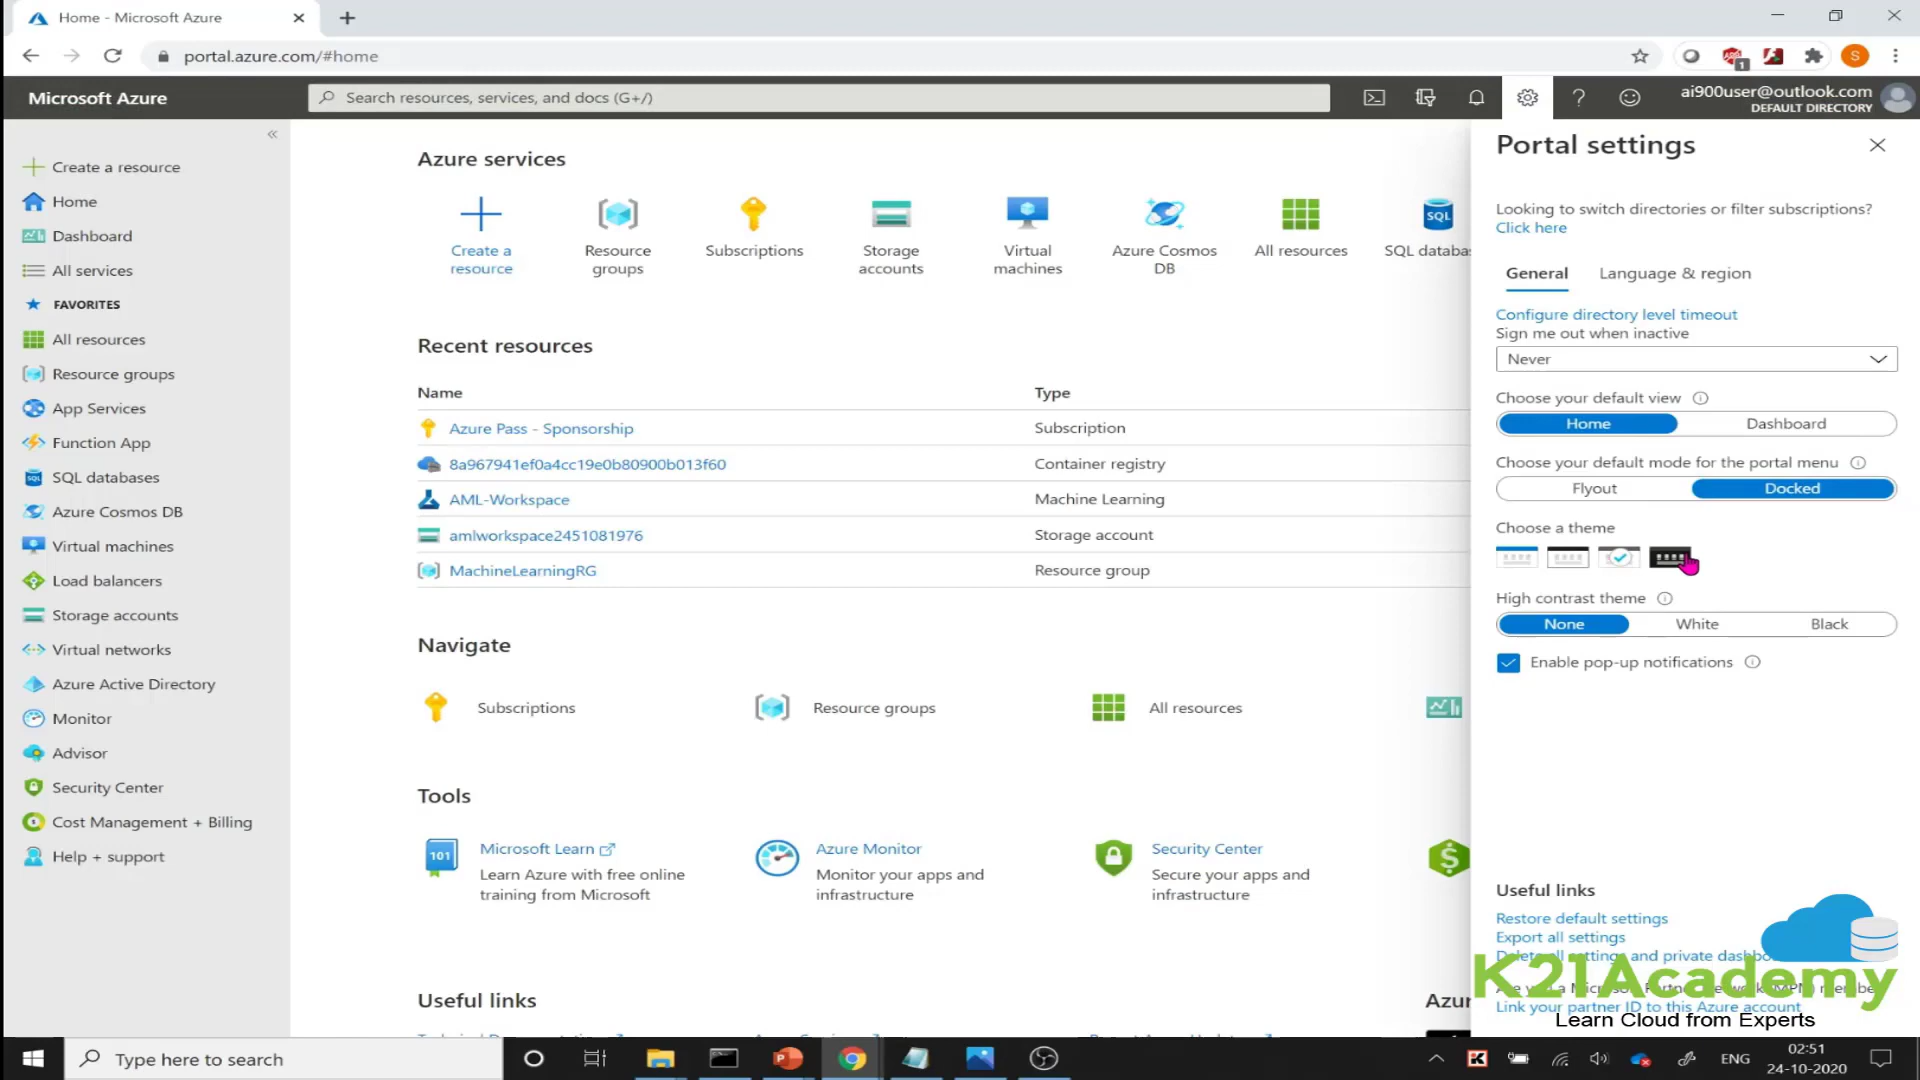 Home - Microsoft Azure
portal.azure.com/#home
1
S
Microsoft Azure
Search resources, services, and docs (G+/)
ai900user@outlook.com
DEFAULT DIRECTORY
Create a resource
Home
Dashboard
All services
FAVORITES
All resources
Resource groups
App Services
Function App
SQL databases
Azure Cosmos DB
Virtual machines
Load balancers
Storage accounts
Virtual networks
Azure Active Directory
Monitor
Advisor
Security Center
Cost Management + Billing
Help + support
Azure services
Create a resource
Resource groups
Subscriptions
Storage accounts
Virtual machines
Azure Cosmos DB
All resources
SQL
SQL databa
Recent resources
Name Type
Azure Pass - Sponsorship Subscription
8a967941ef0a4cc19e0b80900b013f60 Container registry
AML-Workspace Machine Learning
amlworkspace2451081976 Storage account
MachineLearningRG Resource group
Navigate
Subscriptions
Resource groups
All resources
Tools
101
Microsoft Learn
Learn Azure with free online
training from Microsoft
Azure Monitor
Monitor your apps and
infrastructure
Security Center
Secure your apps and
infrastructure
Useful links
Azur
Portal settings
Looking to switch directories or filter subscriptions?
Click here
General Language & region
Configure directory level timeout
Sign me out when inactive
Never
Choose your default view
Home Dashboard
Choose your default mode for the portal menu
Flyout Docked
Choose a theme
High contrast theme
None White Black
Enable pop-up notifications
Useful links
Restore default settings
Export all settings
Delete all settings and private dashbo
K21Academy
Link your partner ID to this Azure account
Learn Cloud from Experts
Type here to search
ENG
02:51
24-10-2020